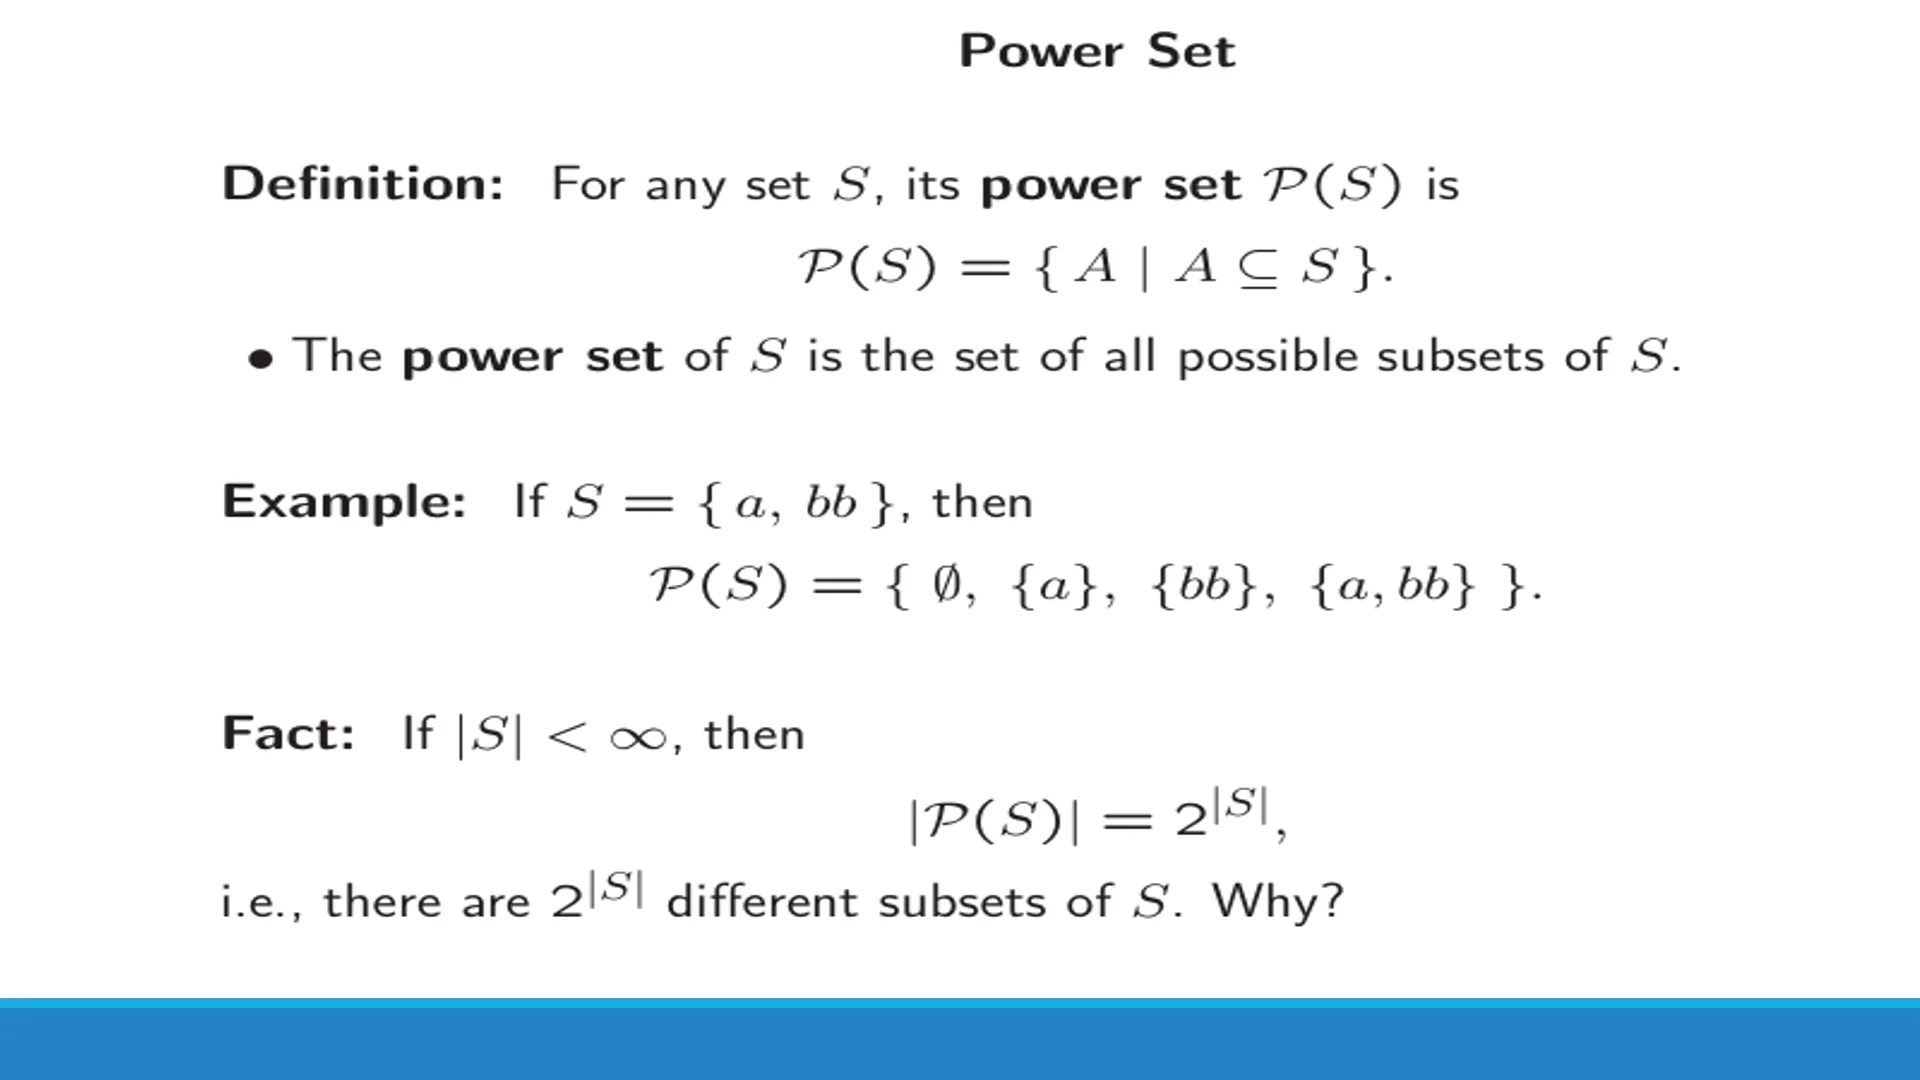 Power Set
Definition: For any set S, its power set 𝒫(S) is
𝒫(S) = { A | A ⊆ S }.
• The power set of S is the set of all possible subsets of S.
Example: If S = { a, bb }, then
𝒫(S) = { ∅, {a}, {bb}, {a, bb} }.
Fact: If |S| < ∞, then
|𝒫(S)| = 2^|S|,
i.e., there are 2^|S| different subsets of S. Why?